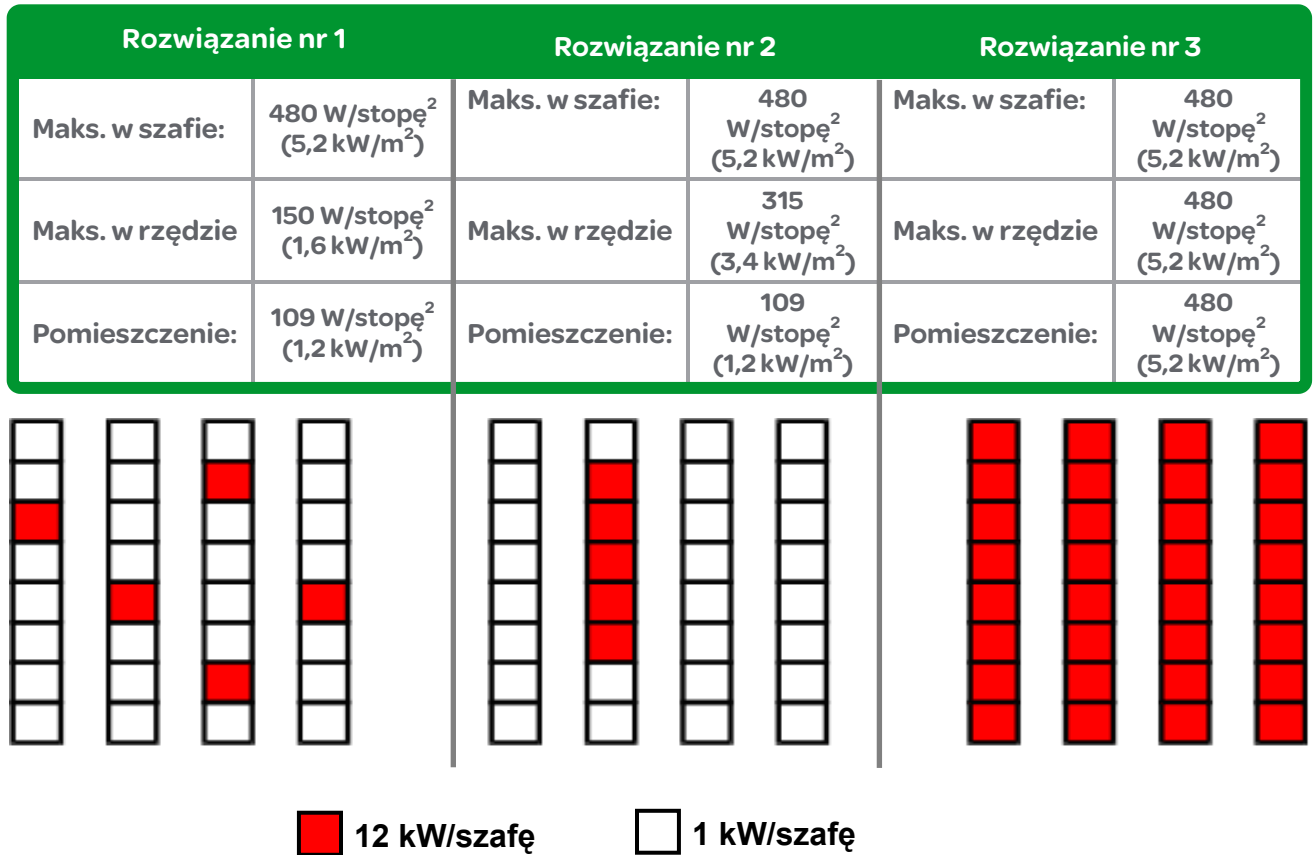 Rozwiązanie nr 1
Rozwiązanie nr 2
Rozwiązanie nr 3
Maks. w szafie:
480 W/stopę²
(5,2 kW/m²)
Maks. w szafie:
480
W/stopę²
(5,2 kW/m²)
Maks. w szafie:
480
W/stopę²
(5,2 kW/m²)
Maks. w rzędzie
150 W/stopę²
(1,6 kW/m²)
Maks. w rzędzie
315
W/stopę²
(3,4 kW/m²)
Maks. w rzędzie
480
W/stopę²
(5,2 kW/m²)
Pomieszczenie:
109 W/stopę²
(1,2 kW/m²)
Pomieszczenie:
109
W/stopę²
(1,2 kW/m²)
Pomieszczenie:
480
W/stopę²
(5,2 kW/m²)
12 kW/szafę
1 kW/szafę